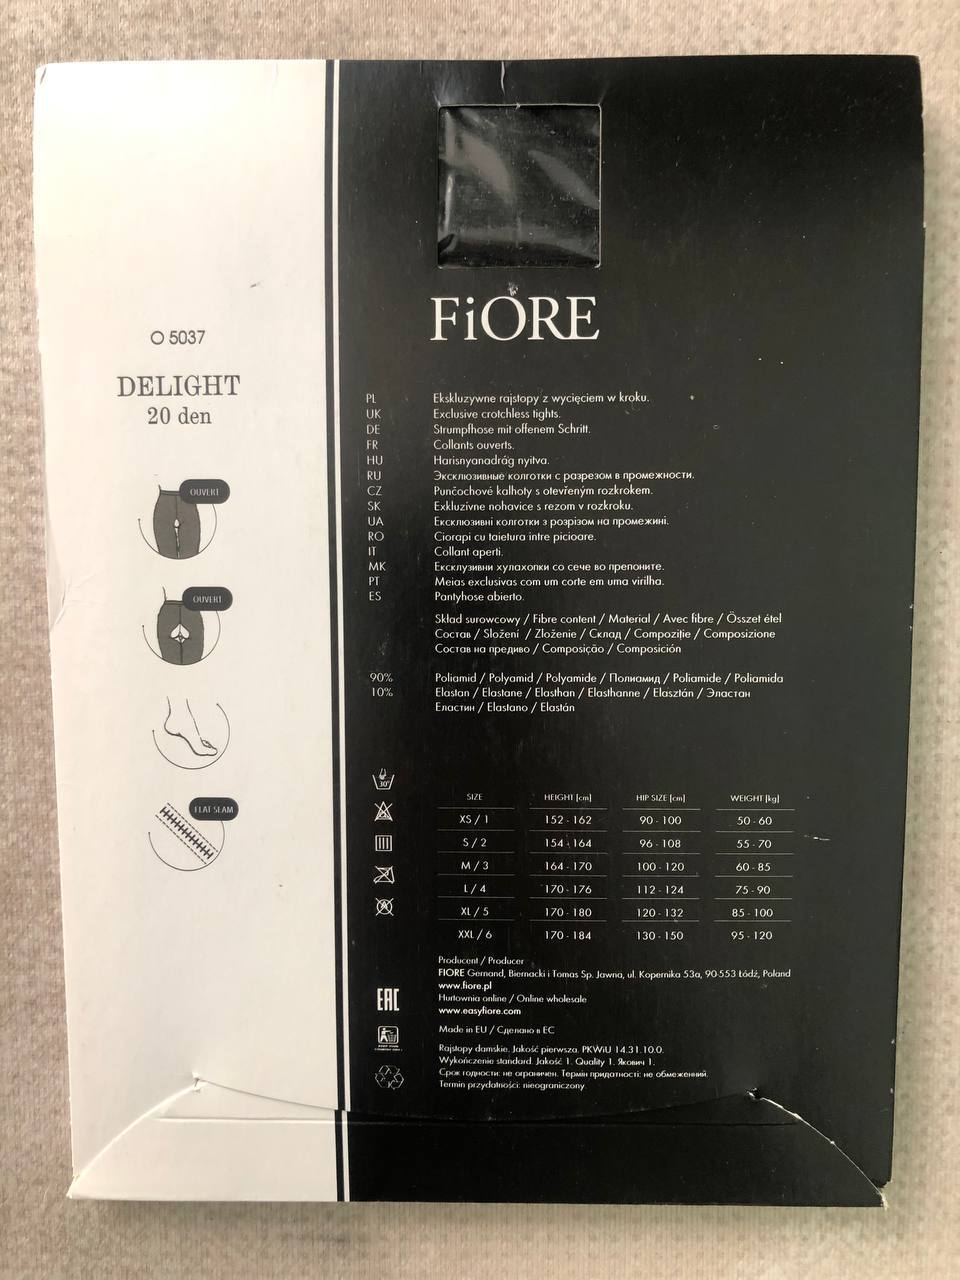 O 5037
DELIGHT
20 den
OUVERT
OUVERT
FLAT SEAM
FiORE
PL Ekskluzywne rajstopy z wycięciem w kroku.
UK Exclusive crotchless tights.
DE Strumpfhose mit offenem Schritt.
FR Collants ouverts.
HU Harisnyanadrág nyitva.
RU Эксклюзивные колготки с разрезом в промежности.
CZ Punčochové kalhoty s otevřeným rozkrokem.
SK Exkluzívne nohavice s rezom v rozkroku.
UA Ексклюзивні колготки з розрізом на промежині.
RO Ciorapi cu taietura intre picioare.
IT Collant aperti.
MK Ексклузивни хулахопки со сече во препоните.
PT Meias exclusivas com um corte em uma virilha.
ES Pantyhose abierto.
Skład surowcowy / Fibre content / Material / Avec fibre / Összet étel
Состав / Složení / Zloženie / Склад / Compoziţie / Composizione
Состав на предиво / Composição / Composición
90% Poliamid / Polyamid / Polyamide / Полиамид / Poliamide / Poliamida
10% Elastan / Elastane / Elasthan / Elasthanne / Elasztán / Эластан
Еластин / Elastano / Elastán
30°
SIZE HEIGHT [cm] HIP SIZE [cm] WEIGHT [kg]
XS / 1 152 - 162 90 - 100 50 - 60
S / 2 154 - 164 96 - 108 55 - 70
M / 3 164 - 170 100 - 120 60 - 85
L / 4 170 - 176 112 - 124 75 - 90
XL / 5 170 - 180 120 - 132 85 - 100
XXL / 6 170 - 184 130 - 150 95 - 120
Producent / Producer
FIORE Gernand, Biernacki i Tomas Sp. Jawna, ul. Kopernika 53a, 90-553 Łódź, Poland
www.fiore.pl
Hurtownia online / Online wholesale
www.easyfiore.com
EAC
Made in EU / Сделано в ЕС
Rajstopy damskie. Jakość pierwsza. PKWiU 14.31.10.0.
Wykończenie standard. Jakość 1. Quality 1. Якович 1.
Срок годности: не ограничен. Термін придатності: не обмежений.
Termin przydatności: nieograniczony